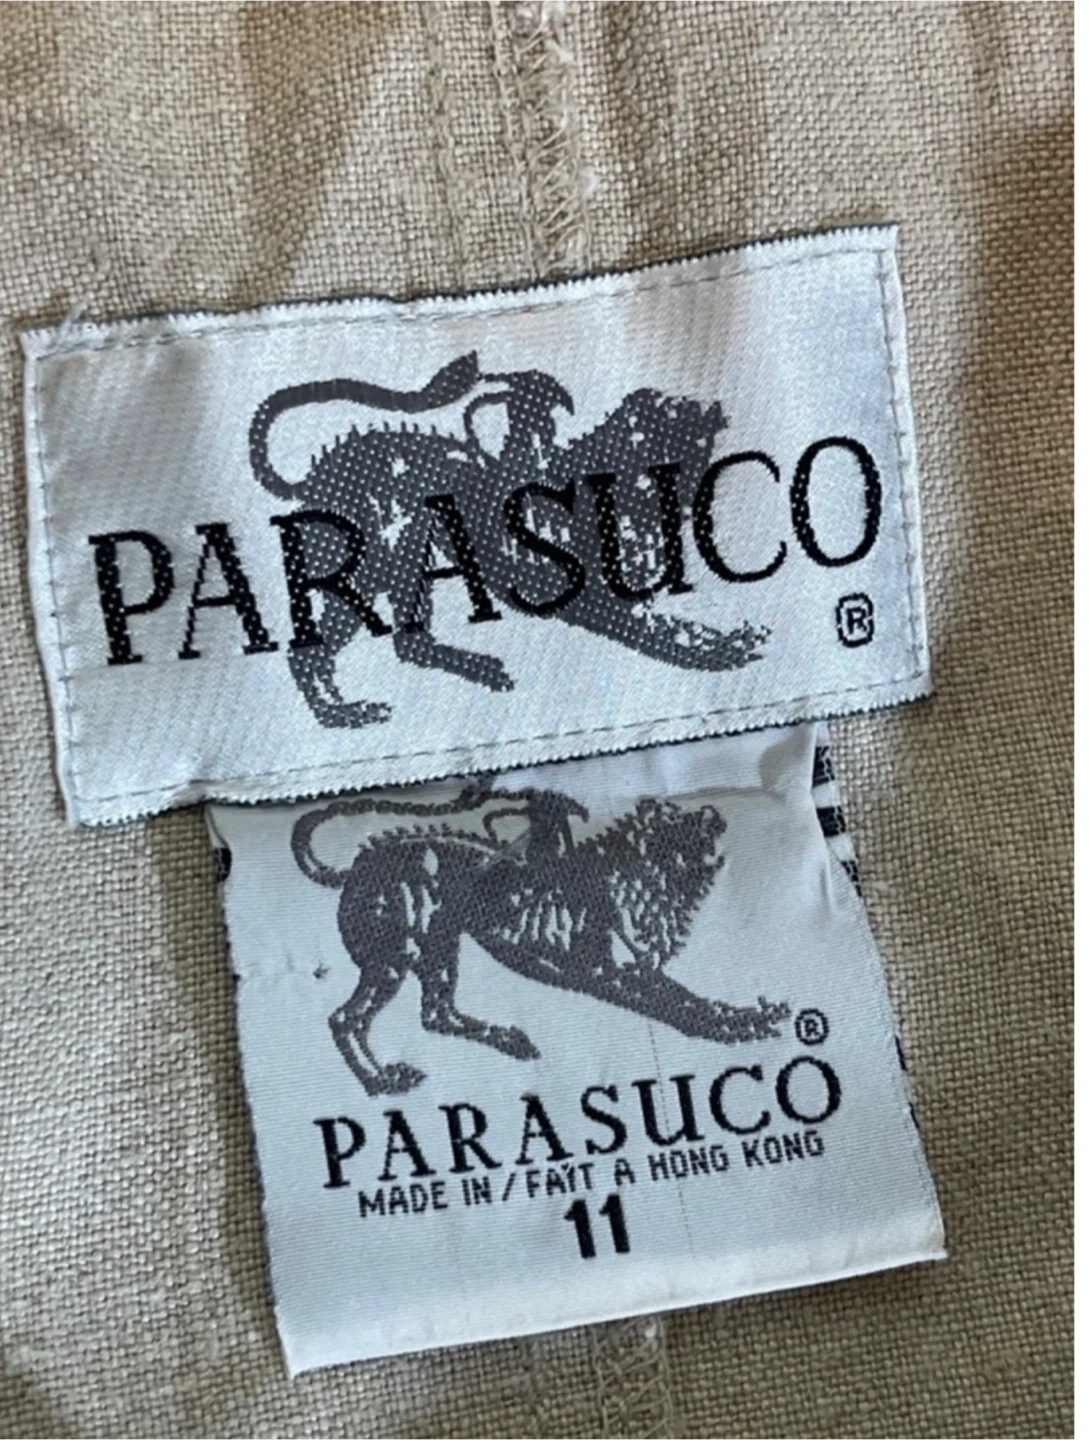 PARASUCO
®
®
PARASUCO
MADE IN / FAIT A HONG KONG
11